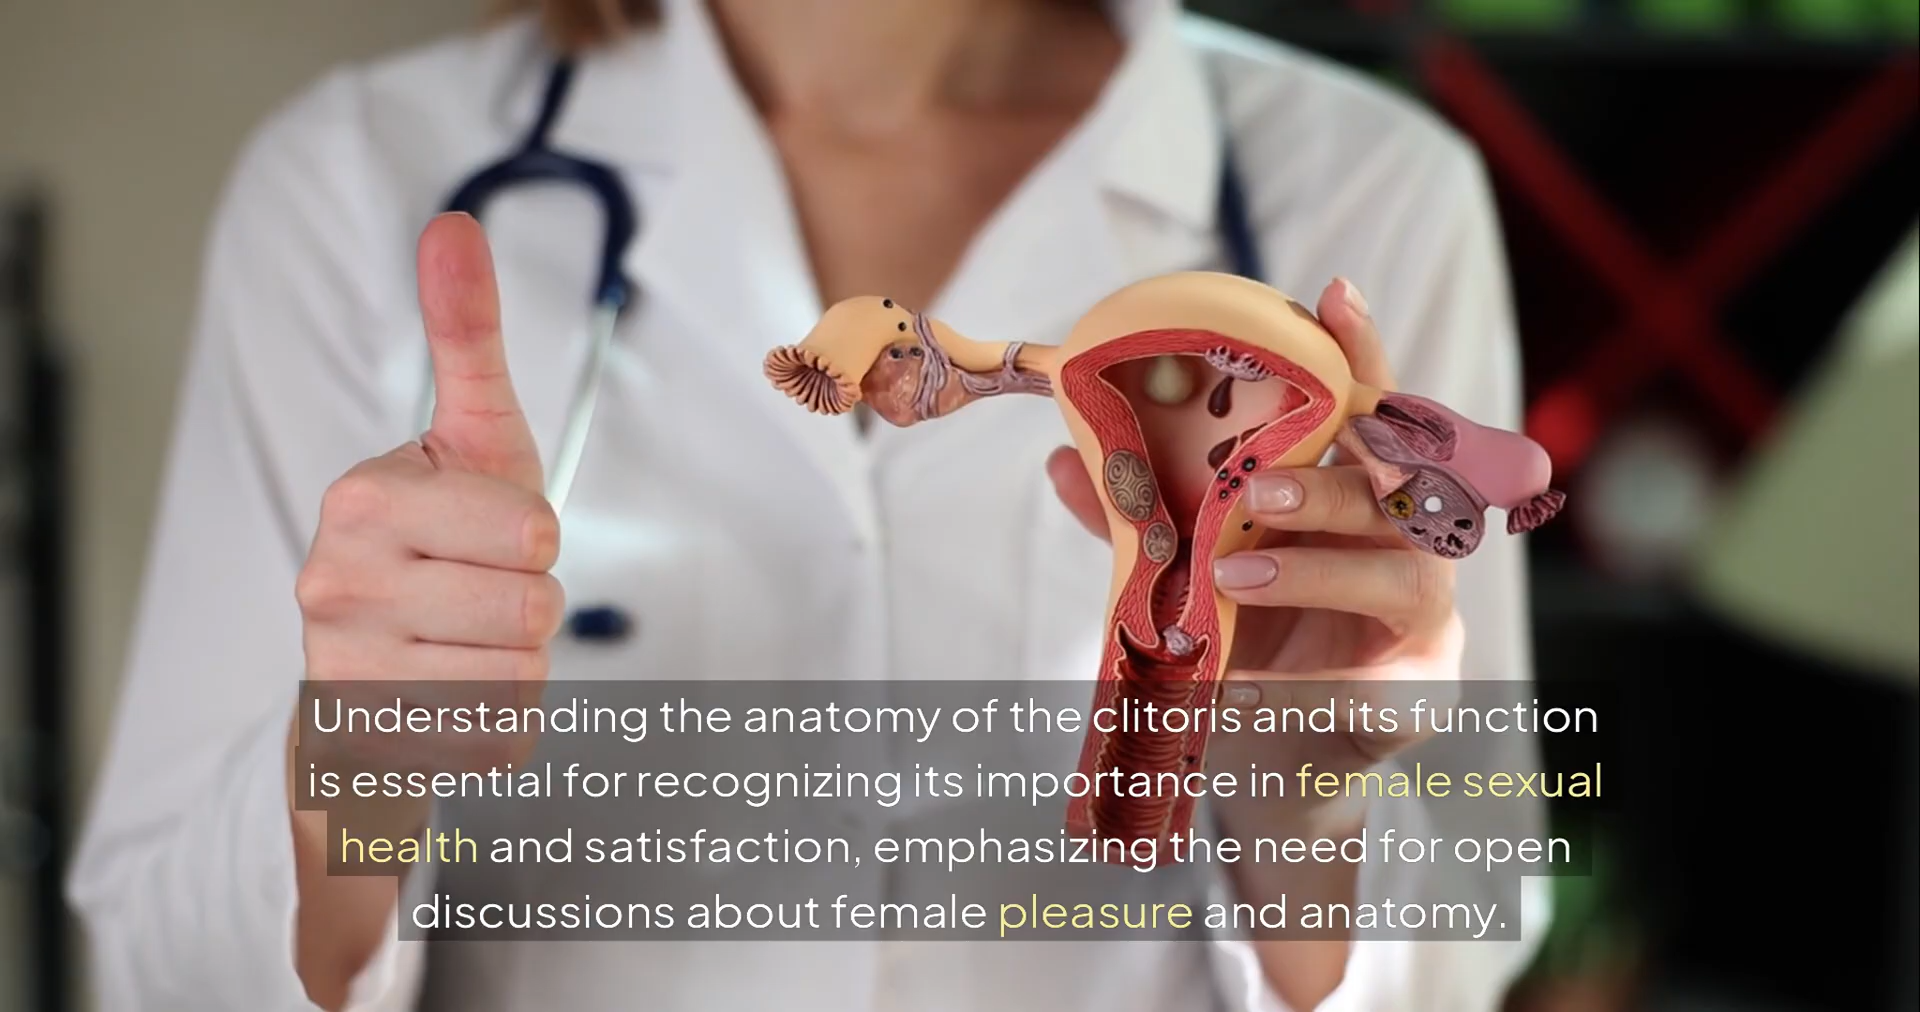 Understanding the anatomy of the clitoris and its function
is essential for recognizing its importance in female sexual
health and satisfaction, emphasizing the need for open
discussions about female pleasure and anatomy.